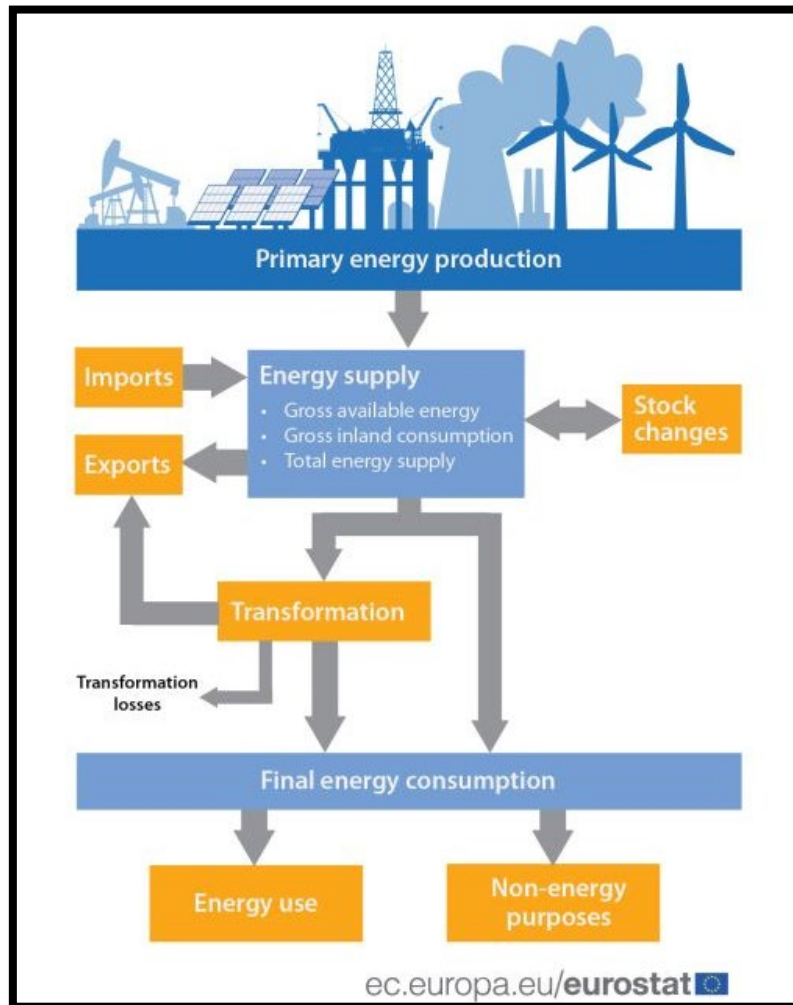 Primary energy production
Imports
Energy supply
• Gross available energy
• Gross inland consumption
• Total energy supply
Stock
changes
Exports
Transformation
Transformation
losses
Final energy consumption
Energy use
Non-energy
purposes
ec.europa.eu/eurostat